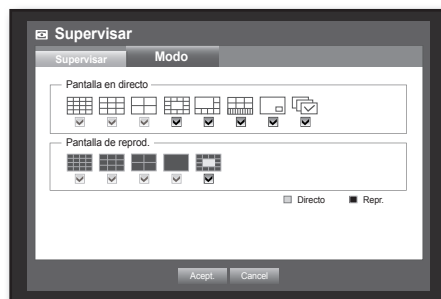 Supervisar
Supervisar Modo
Pantalla en directo
Pantalla de reprod.
Directo Repr.
Acept. Cancel